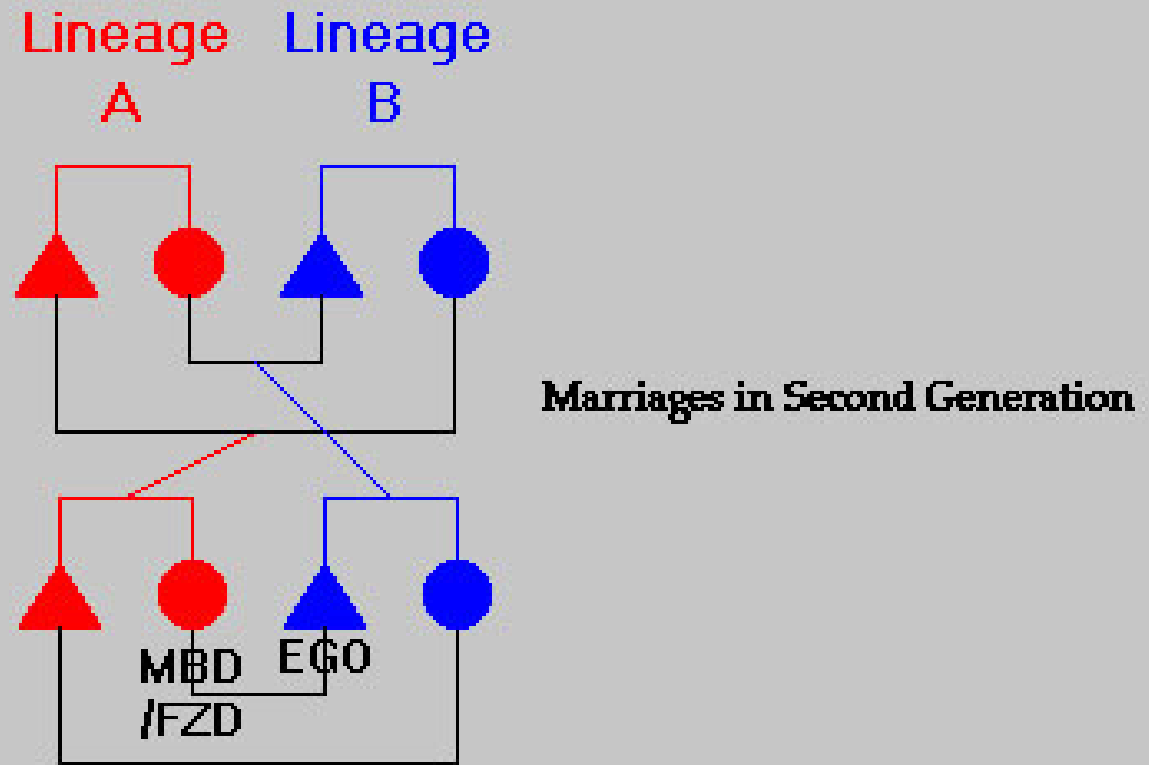 Lineage
A
Lineage
B
Marriages in Second Generation
MBD
/FZD
EGO